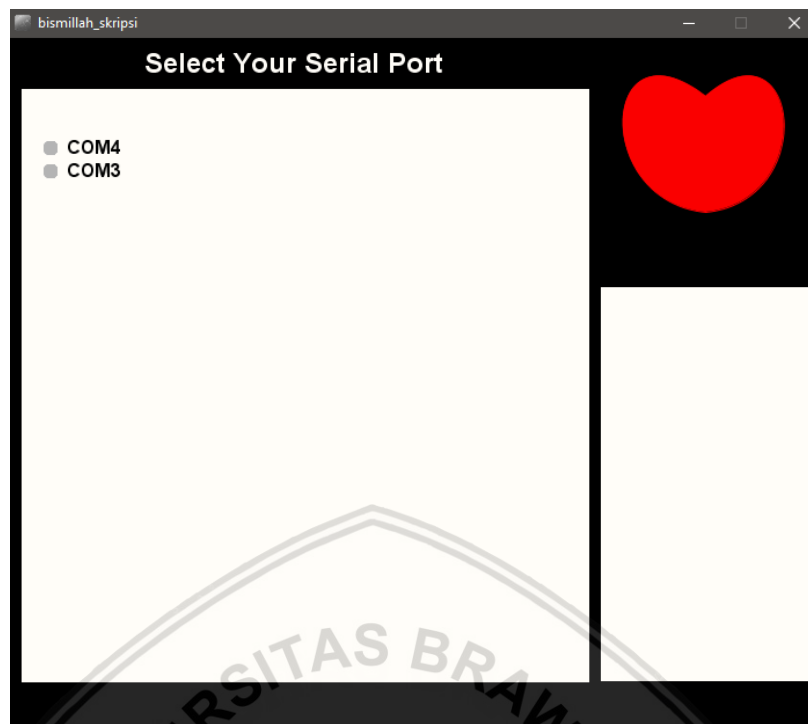 bismillah_skripsi
Select Your Serial Port
COM4
COM3
RSITAS BRAW